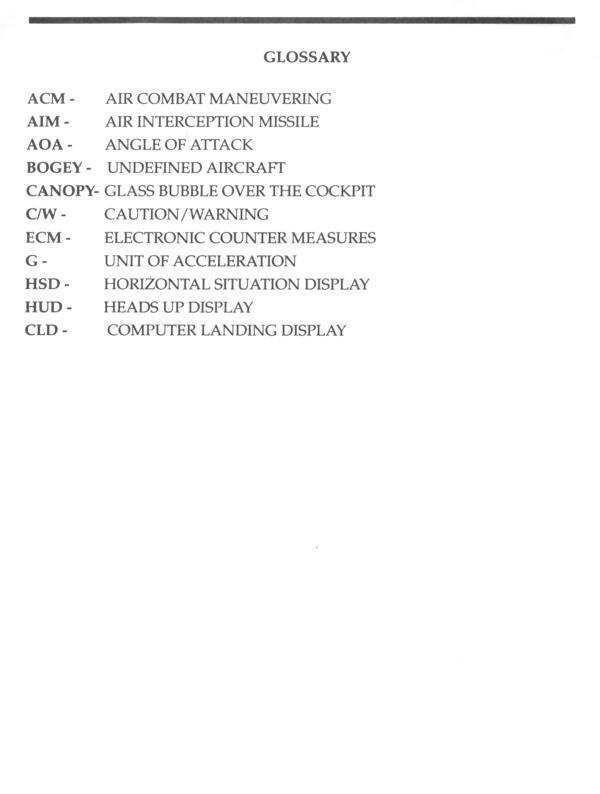 GLOSSARY
ACM - AIR COMBAT MANEUVERING
AIM - AIR INTERCEPTION MISSILE
AOA - ANGLE OF ATTACK
BOGEY - UNDEFINED AIRCRAFT
CANOPY- GLASS BUBBLE OVER THE COCKPIT
C/W - CAUTION/WARNING
ECM - ELECTRONIC COUNTER MEASURES
G - UNIT OF ACCELERATION
HSD - HORIZONTAL SITUATION DISPLAY
HUD - HEADS UP DISPLAY
CLD - COMPUTER LANDING DISPLAY